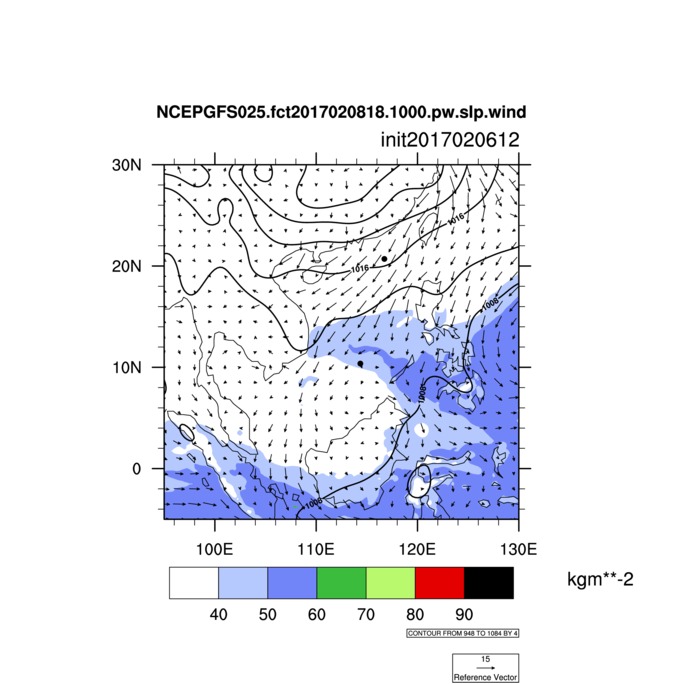 NCEPGFS025.fct2017020818.1000.pw.slp.wind
init2017020612
30N
1016
20N
1016
1008
10N
1008
0
1008
100E 110E 120E 130E
kgm**-2
40 50 60 70 80 90
CONTOUR FROM 948 TO 1084 BY 4
15
Reference Vector